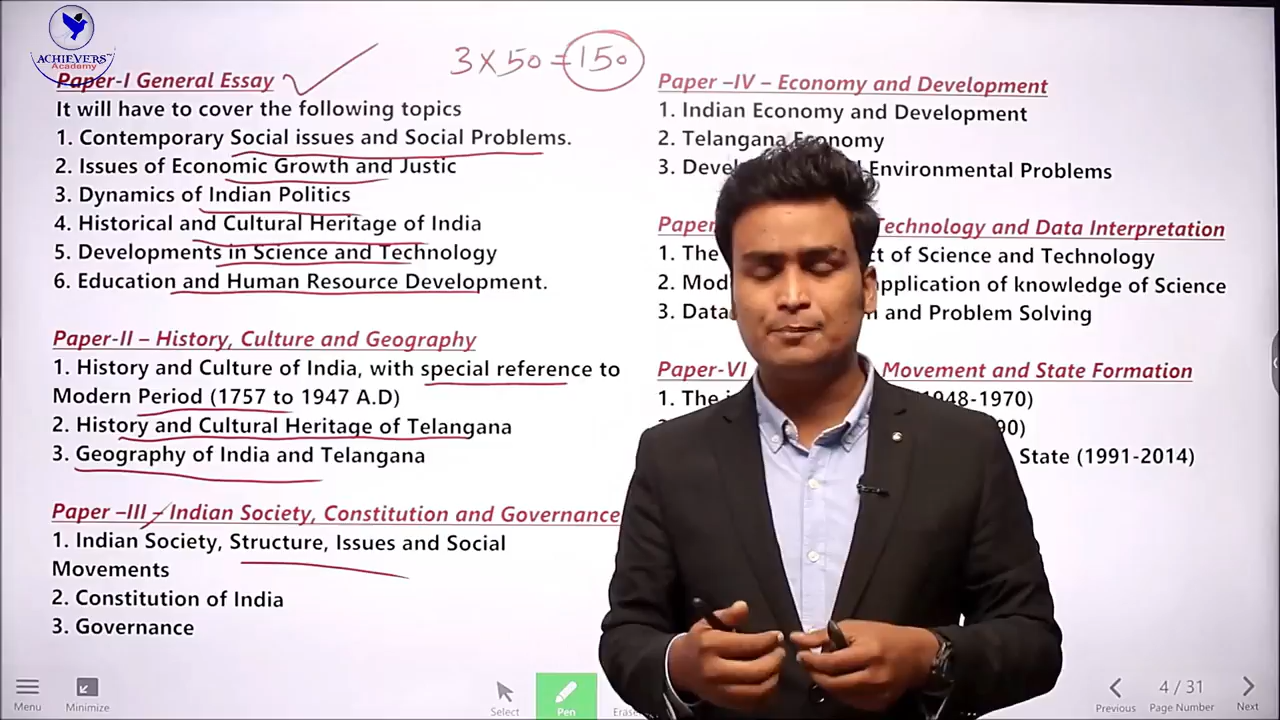 ACHIEVERS
Academy
3 X 50 = 150
Paper-I General Essay
It will have to cover the following topics
1. Contemporary Social issues and Social Problems.
2. Issues of Economic Growth and Justic
3. Dynamics of Indian Politics
4. Historical and Cultural Heritage of India
5. Developments in Science and Technology
6. Education and Human Resource Development.
Paper-II – History, Culture and Geography
1. History and Culture of India, with special reference to
Modern Period (1757 to 1947 A.D)
2. History and Cultural Heritage of Telangana
3. Geography of India and Telangana
Paper –III – Indian Society, Constitution and Governance
1. Indian Society, Structure, Issues and Social
Movements
2. Constitution of India
3. Governance
Paper –IV – Economy and Development
1. Indian Economy and Development
2. Telangana Economy
3. Environmental Problems
Technology and Data Interpretation
1. The of Science and Technology
2. application of knowledge of Science
3. Data and Problem Solving
Paper-VI Movement and State Formation
1. The (1948-1970)
State (1991-2014)
Menu
Minimize
Select
Pen
Previous
4 / 31
Page Number
Next